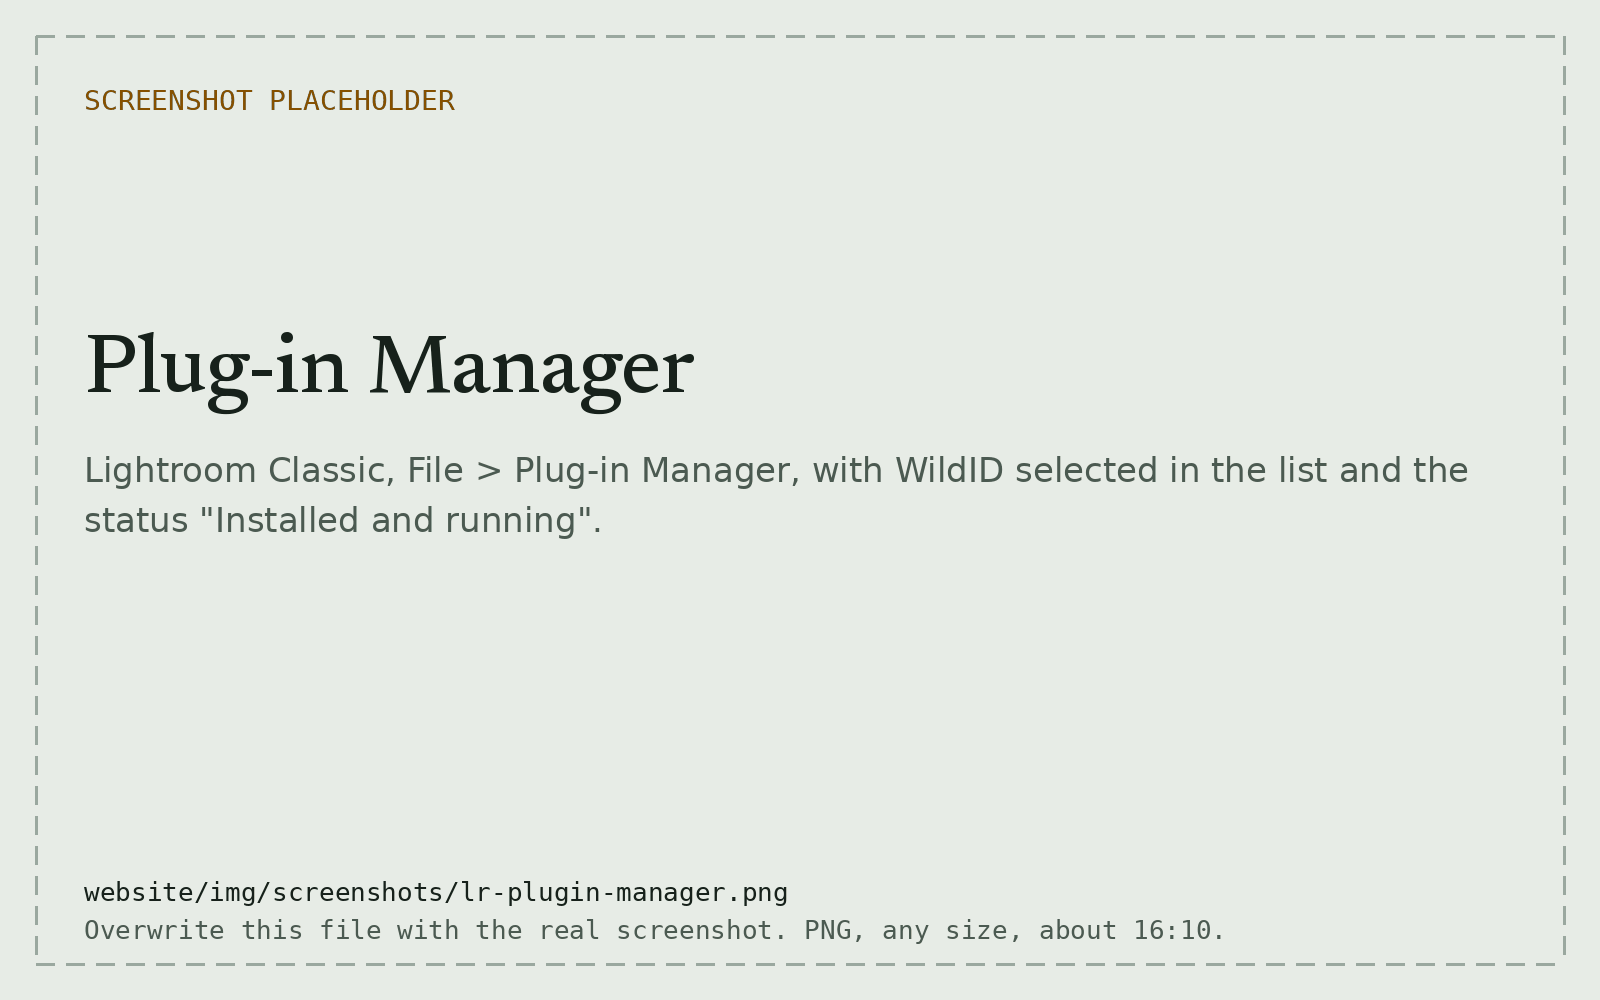 SCREENSHOT PLACEHOLDER
Plug-in Manager
Lightroom Classic, File > Plug-in Manager, with WildID selected in the list and the
status "Installed and running".
website/img/screenshots/lr-plugin-manager.png
Overwrite this file with the real screenshot. PNG, any size, about 16:10.